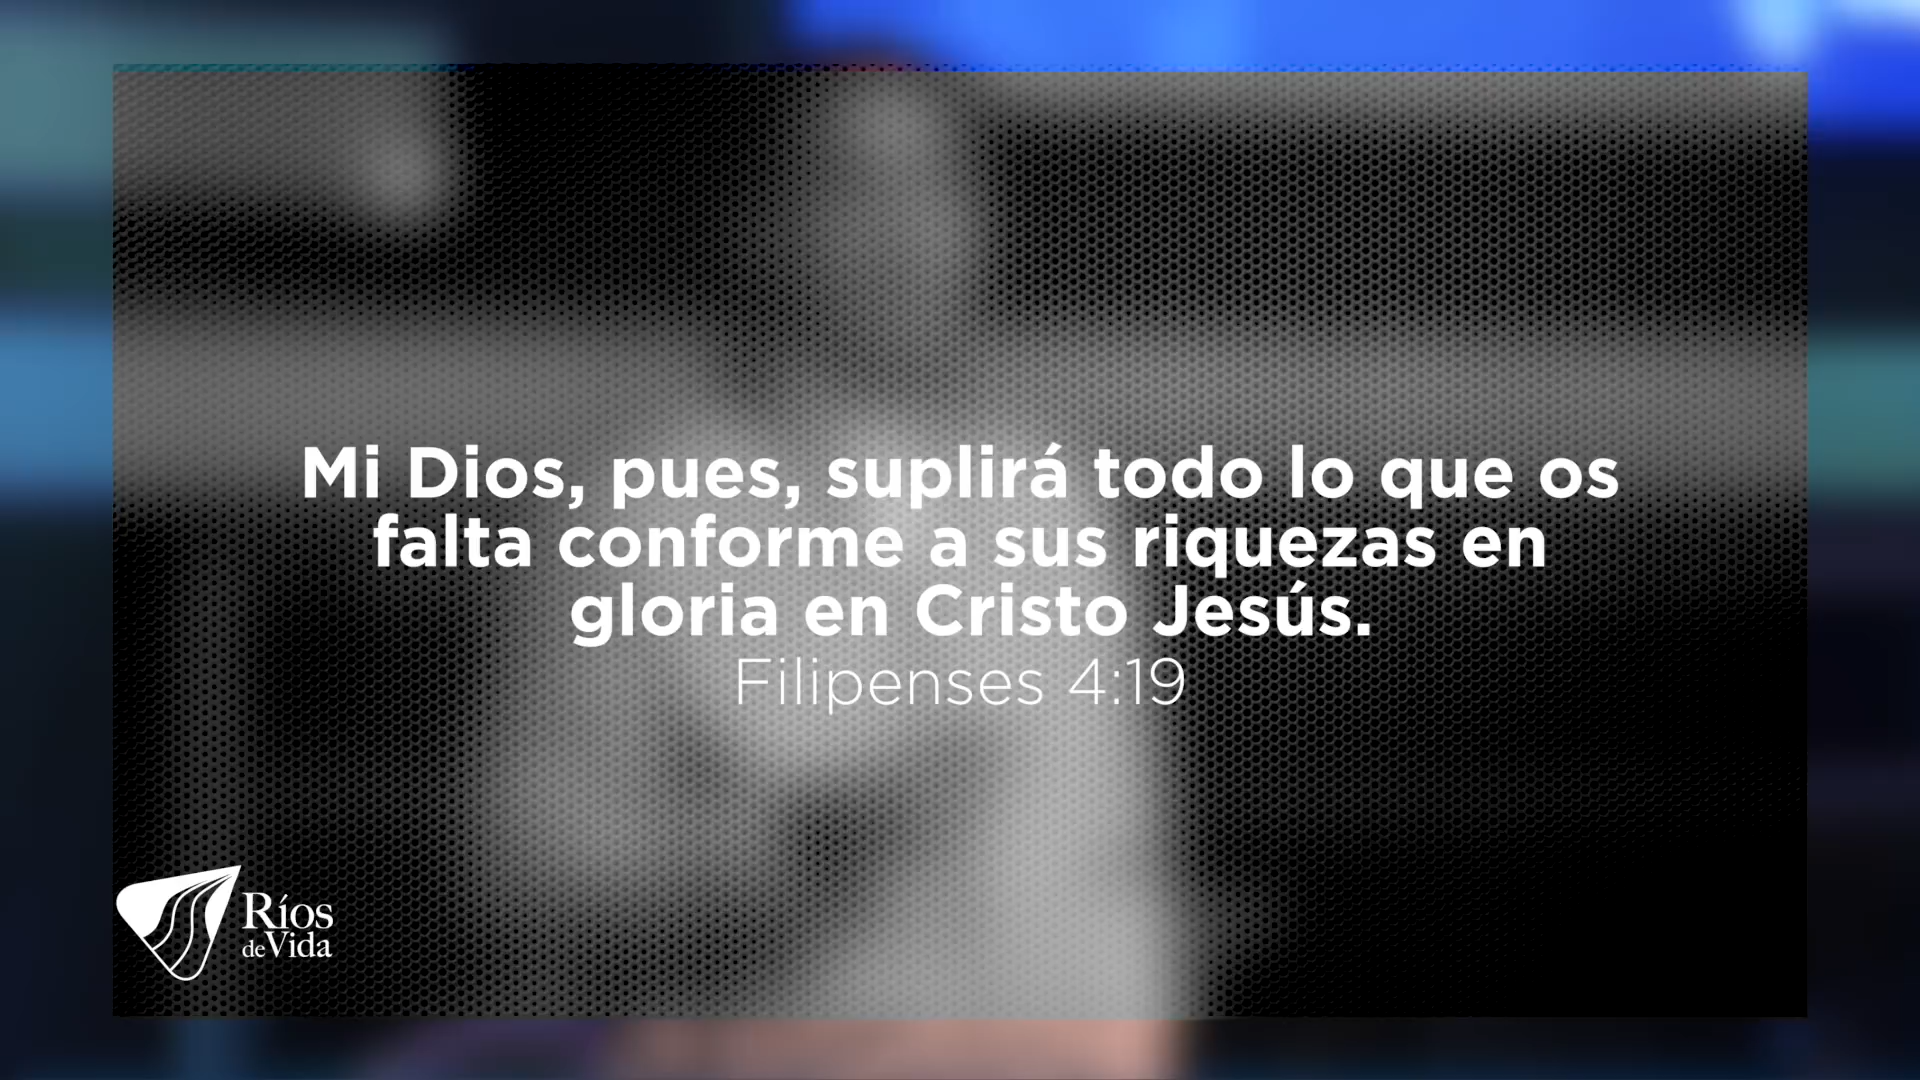 Mi Dios, pues, suplirá todo lo que os
falta conforme a sus riquezas en
gloria en Cristo Jesús.
Filipenses 4:19
Ríos
de Vida